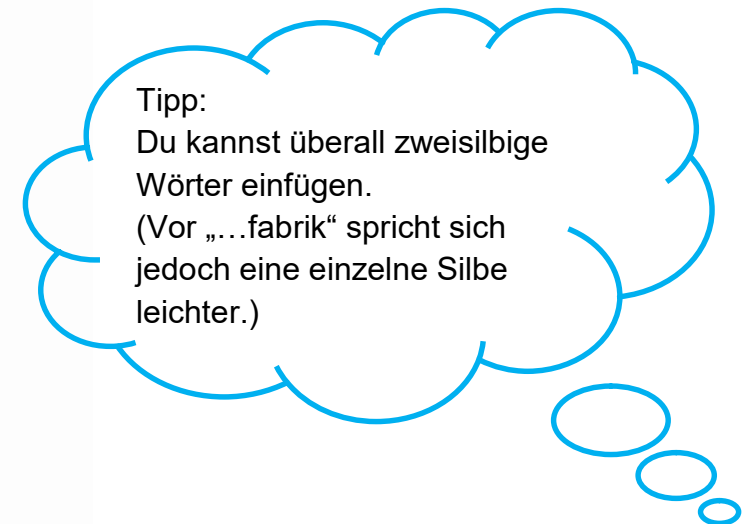 Tipp:
Du kannst überall zweisilbige
Wörter einfügen.
(Vor „…fabrik“ spricht sich
jedoch eine einzelne Silbe
leichter.)